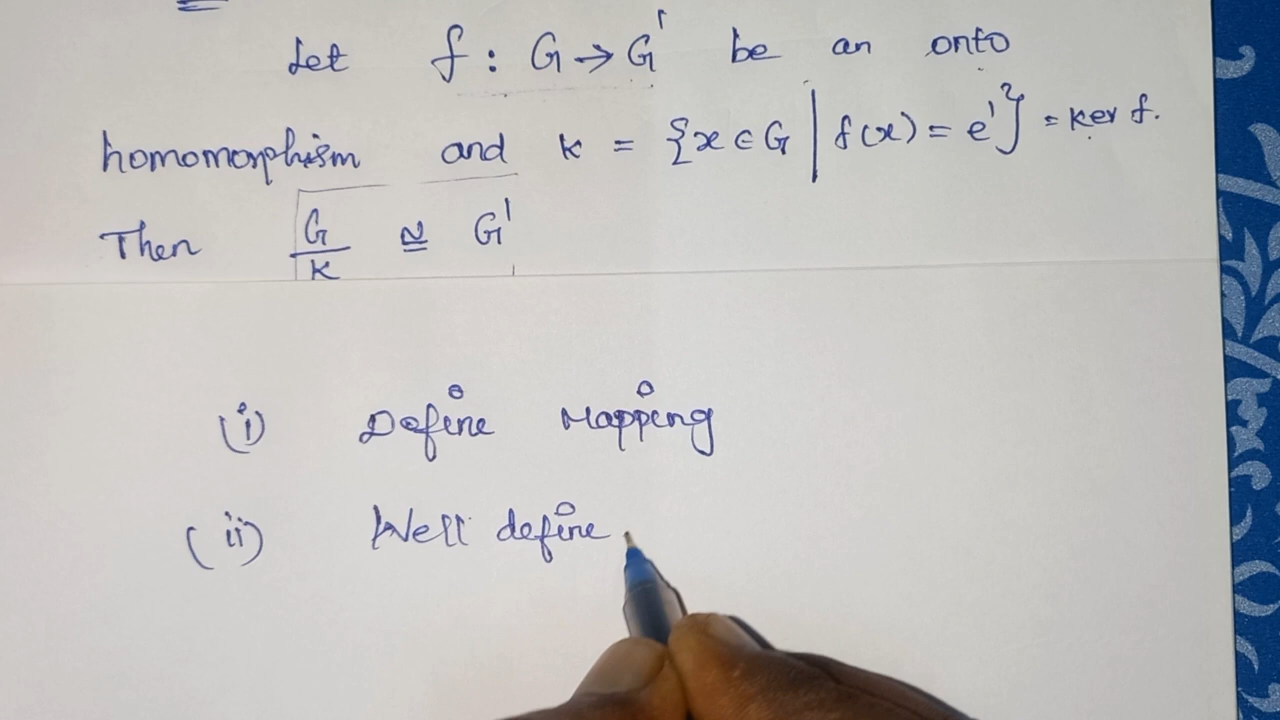 Let f : G → G' be an onto
homomorphism and K = {x ∈ G | f(x) = e'} = ker f.
Then G/K ≅ G'
(i) Define Mapping
(ii) Well define